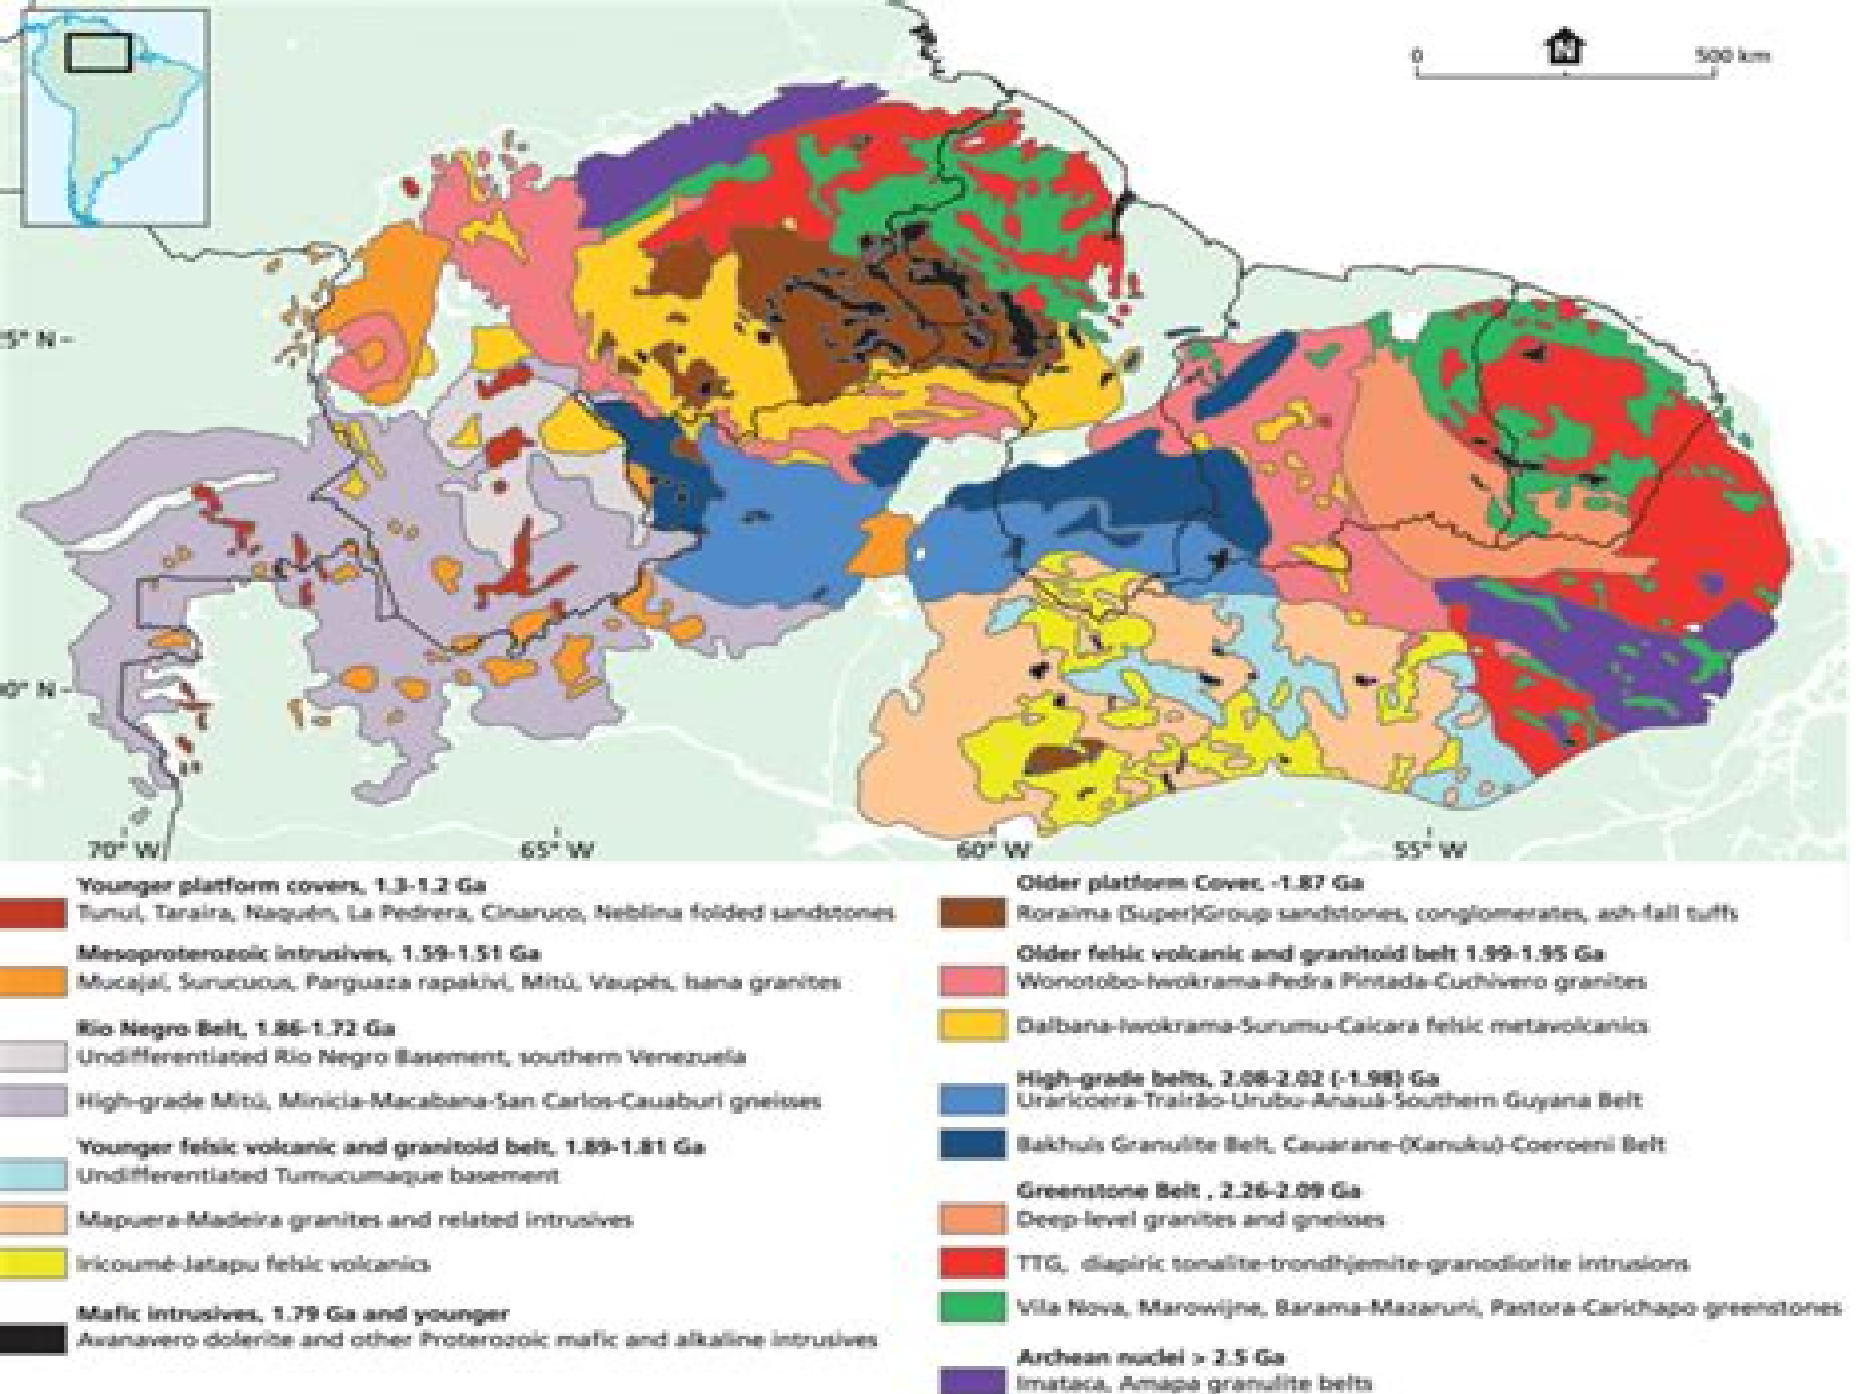 0
N
500 km
5° N
0° N
70° W
65° W
60° W
55° W
Younger platform covers, 1.3-1.2 Ga
Tunuí, Taraíra, Naquén, La Pedrera, Cinaruco, Neblina folded sandstones
Mesoproterozoic intrusives, 1.59-1.51 Ga
Mucajaí, Surucucus, Parguaza rapakivi, Mitú, Vaupés, Isana granites
Rio Negro Belt, 1.86-1.72 Ga
Undifferentiated Rio Negro Basement, southern Venezuela
High-grade Mitú, Minicia-Macabana-San Carlos-Cauaburi gneisses
Younger felsic volcanic and granitoid belt, 1.89-1.81 Ga
Undifferentiated Tumucumaque basement
Mapuera-Madeira granites and related intrusives
Iricoumé-Jatapu felsic volcanics
Mafic intrusives, 1.79 Ga and younger
Avanavero dolerite and other Proterozoic mafic and alkaline intrusives
Older platform Cover, -1.87 Ga
Roraima (Super)Group sandstones, conglomerates, ash-fall tuffs
Older felsic volcanic and granitoid belt 1.99-1.95 Ga
Wonotobo-Iwokrama-Pedra Pintada-Cuchivero granites
Dalbana-Iwokrama-Surumu-Caicara felsic metavolcanics
High-grade belts, 2.08-2.02 (-1.98) Ga
Uraricoera-Trairão-Urubu-Anauá-Southern Guyana Belt
Bakhuis Granulite Belt, Cauarane-(Kanuku)-Coeroeni Belt
Greenstone Belt , 2.26-2.09 Ga
Deep-level granites and gneisses
TTG, diapiric tonalite-trondhjemite-granodiorite intrusions
Vila Nova, Marowijne, Barama-Mazaruni, Pastora-Carichapo greenstones
Archean nuclei > 2.5 Ga
Imataca, Amapa granulite belts